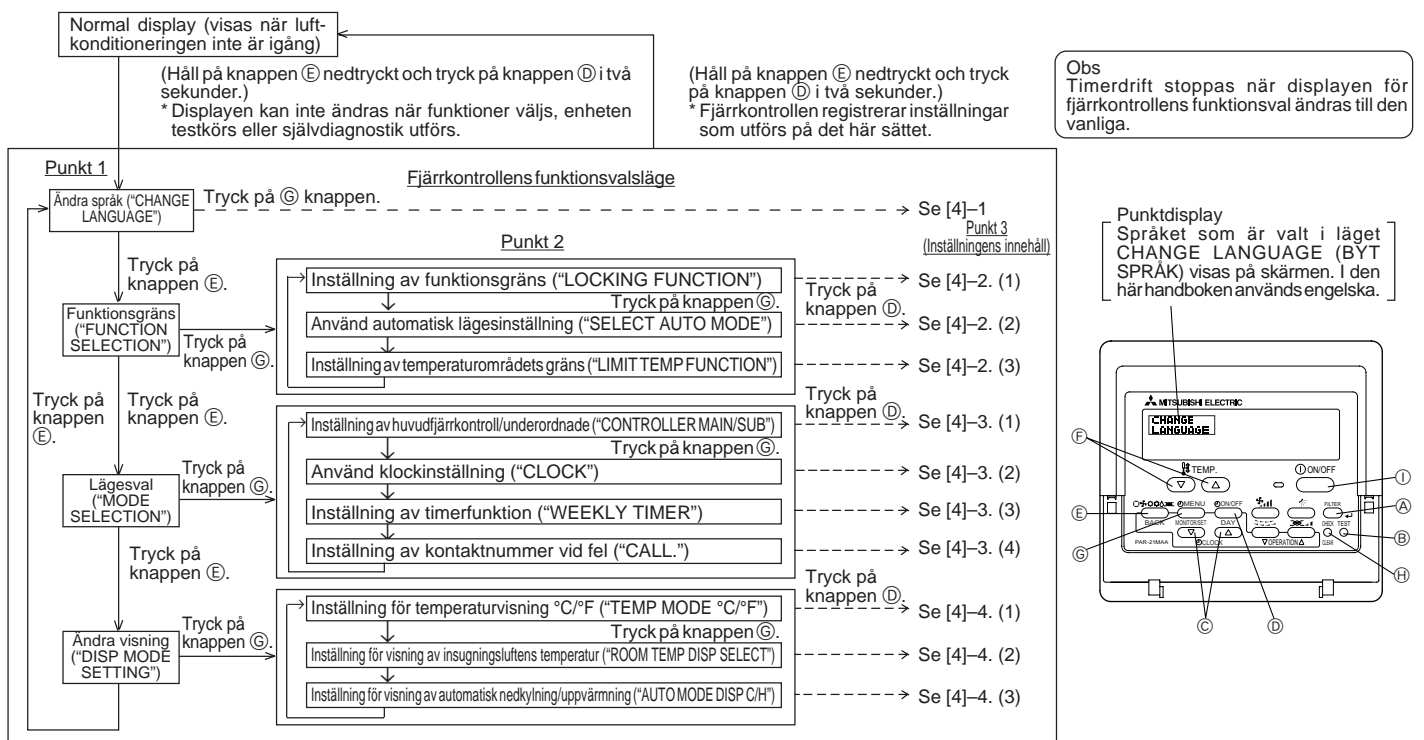 Normal display (visas när luft-
konditioneringen inte är igång)
(Håll på knappen Ⓔ nedtryckt och tryck på knappen Ⓓ i två
sekunder.)
* Displayen kan inte ändras när funktioner väljs, enheten
testkörs eller självdiagnostik utförs.
(Håll på knappen Ⓔ nedtryckt och tryck
på knappen Ⓓ i två sekunder.)
* Fjärrkontrollen registrerar inställningar
som utförs på det här sättet.
Obs
Timerdrift stoppas när displayen för
fjärrkontrollens funktionsval ändras till den
vanliga.
Punkt 1
Fjärrkontrollens funktionsvalsläge
Ändra språk (“CHANGE
LANGUAGE”)
Tryck på Ⓖ knappen.
Se [4]–1
Punkt 2
Punkt 3
(Inställningens innehåll)
Tryck på
knappen Ⓔ.
Funktionsgräns
(“FUNCTION
SELECTION”)
Tryck på
knappen Ⓖ.
Inställning av funktionsgräns (“LOCKING FUNCTION”)
Tryck på knappen Ⓖ.
Använd automatisk lägesinställning (“SELECT AUTO MODE”)
Inställning av temperaturområdets gräns (“LIMIT TEMP FUNCTION”)
Tryck på
knappen Ⓓ.
Se [4]–2. (1)
Se [4]–2. (2)
Se [4]–2. (3)
Tryck på
knappen
Ⓔ.
Tryck på
knappen Ⓔ.
Lägesval
(“MODE
SELECTION”)
Tryck på
knappen Ⓖ.
Inställning av huvudfjärrkontroll/underordnade (“CONTROLLER MAIN/SUB”)
Tryck på knappen Ⓖ.
Använd klockinställning (“CLOCK”)
Inställning av timerfunktion (“WEEKLY TIMER”)
Inställning av kontaktnummer vid fel (“CALL.”)
Tryck på
knappen Ⓓ.
Se [4]–3. (1)
Se [4]–3. (2)
Se [4]–3. (3)
Se [4]–3. (4)
Tryck på
knappen Ⓔ.
Ändra visning
(“DISP MODE
SETTING”)
Tryck på
knappen Ⓖ.
Inställning för temperaturvisning °C/°F (“TEMP MODE °C/°F”)
Tryck på knappen Ⓖ.
Inställning för visning av insugningsluftens temperatur (“ROOM TEMP DISP SELECT”)
Inställning för visning av automatisk nedkylning/uppvärmning (“AUTO MODE DISP C/H”)
Tryck på
knappen Ⓓ.
Se [4]–4. (1)
Se [4]–4. (2)
Se [4]–4. (3)
Punktdisplay
Språket som är valt i läget
CHANGE LANGUAGE (BYT
SPRÅK) visas på skärmen. I den
här handboken används engelska.
MITSUBISHI ELECTRIC
CHANGE
LANGUAGE
Ⓕ
TEMP.
ON/OFF
Ⓘ
MENU
ON/OFF
FILTER
Ⓐ
Ⓔ
BACK
MONITOR/SET
DAY
CHECK
TEST
Ⓑ
PAR-21MAA
CLOCK
OPERATION
CLEAR
Ⓖ
Ⓗ
Ⓒ
Ⓓ